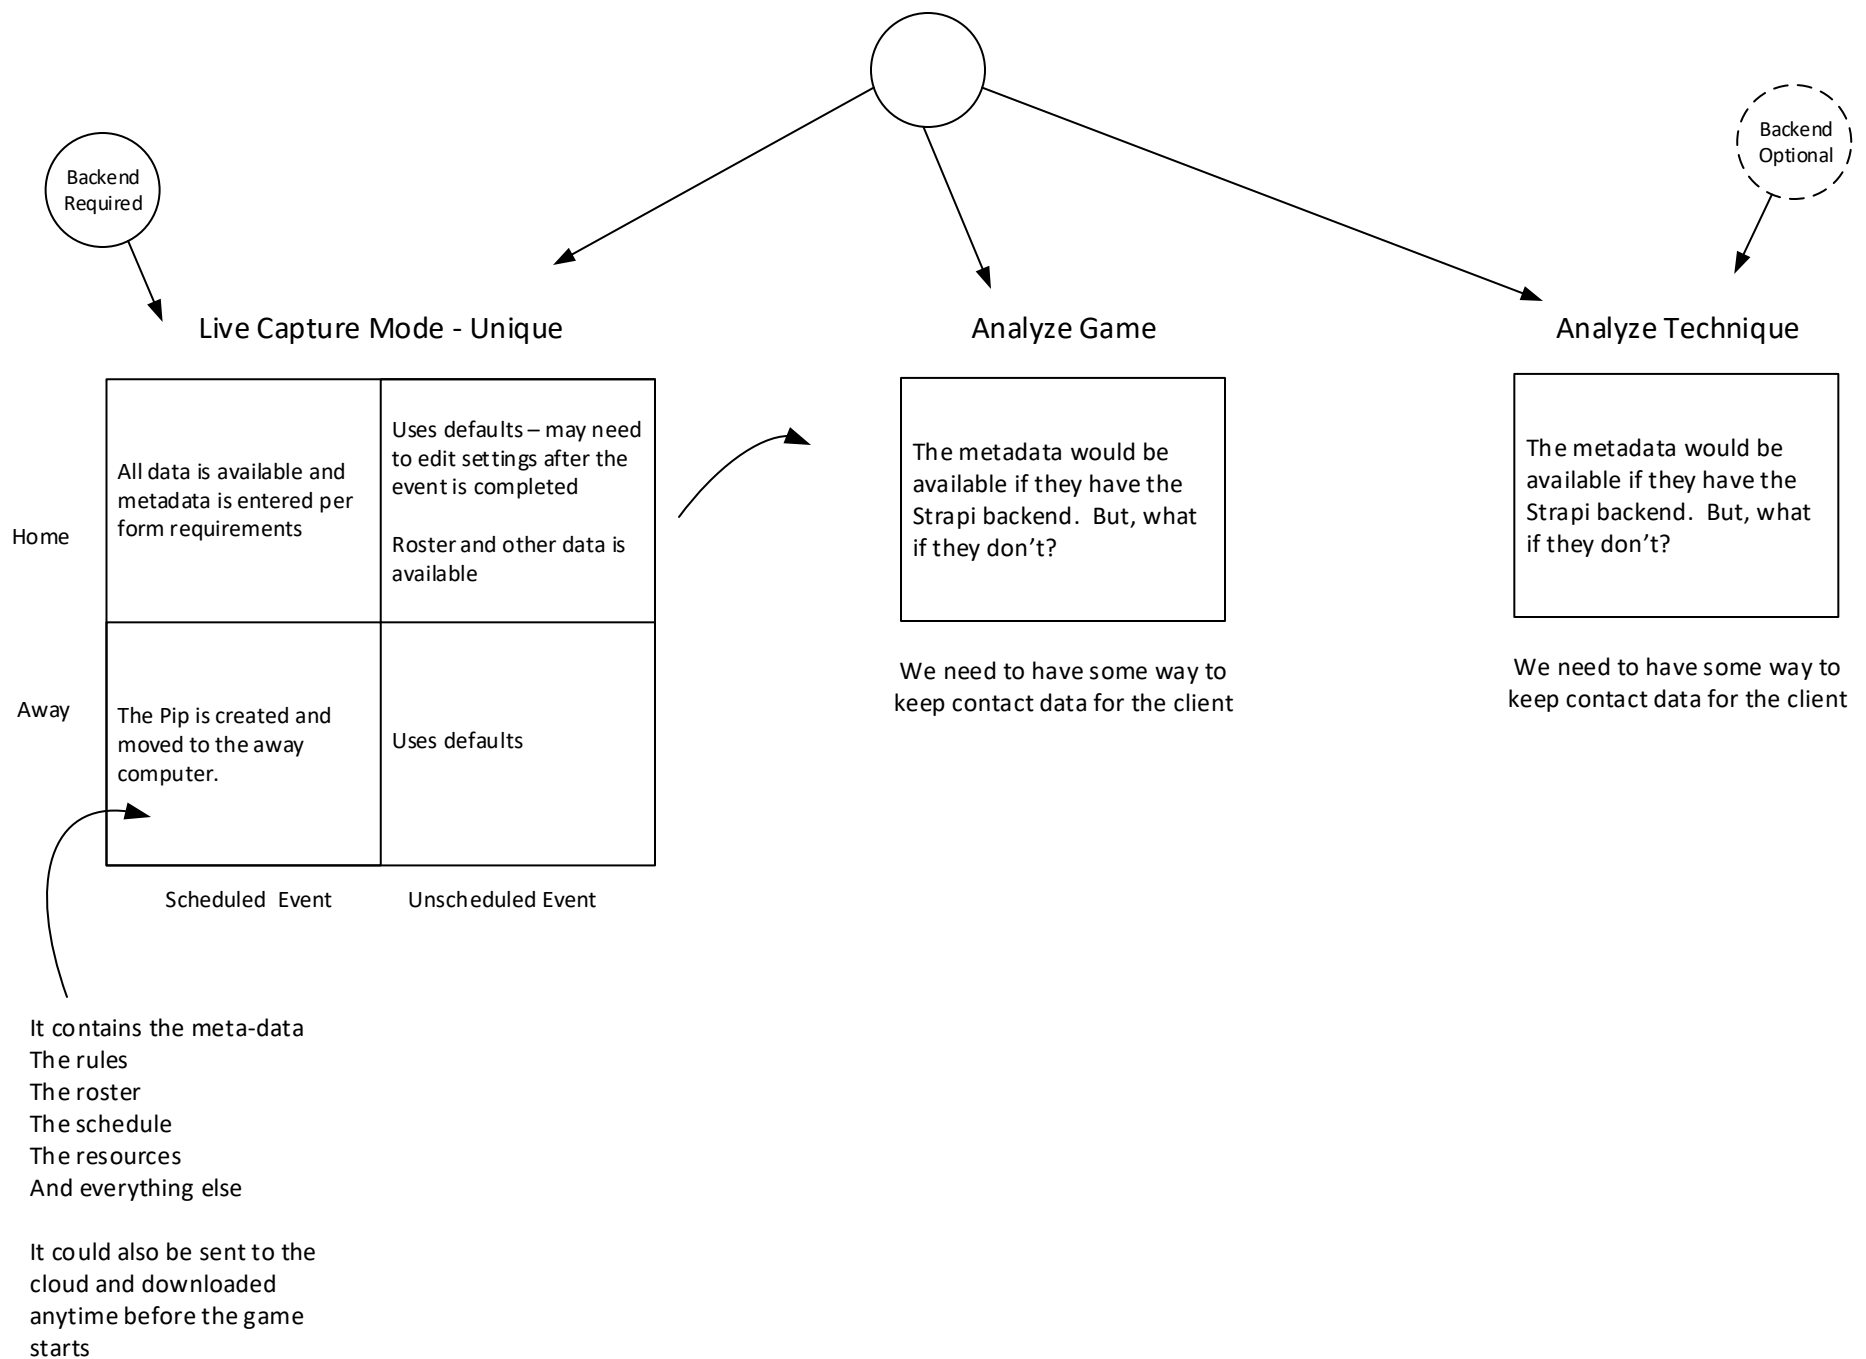 Backend
Required
Backend
Optional
Live Capture Mode - Unique
Analyze Game
Analyze Technique
Home
All data is available and
metadata is entered per
form requirements
Uses defaults – may need
to edit settings after the
event is completed
Roster and other data is
available
The metadata would be
available if they have the
Strapi backend.  But, what
if they don’t?
The metadata would be
available if they have the
Strapi backend.  But, what
if they don’t?
We need to have some way to
keep contact data for the client
We need to have some way to
keep contact data for the client
Away
The Pip is created and
moved to the away
computer.
Uses defaults
Scheduled  Event
Unscheduled Event
It contains the meta-data
The rules
The roster
The schedule
The resources
And everything else
It could also be sent to the
cloud and downloaded
anytime before the game
starts